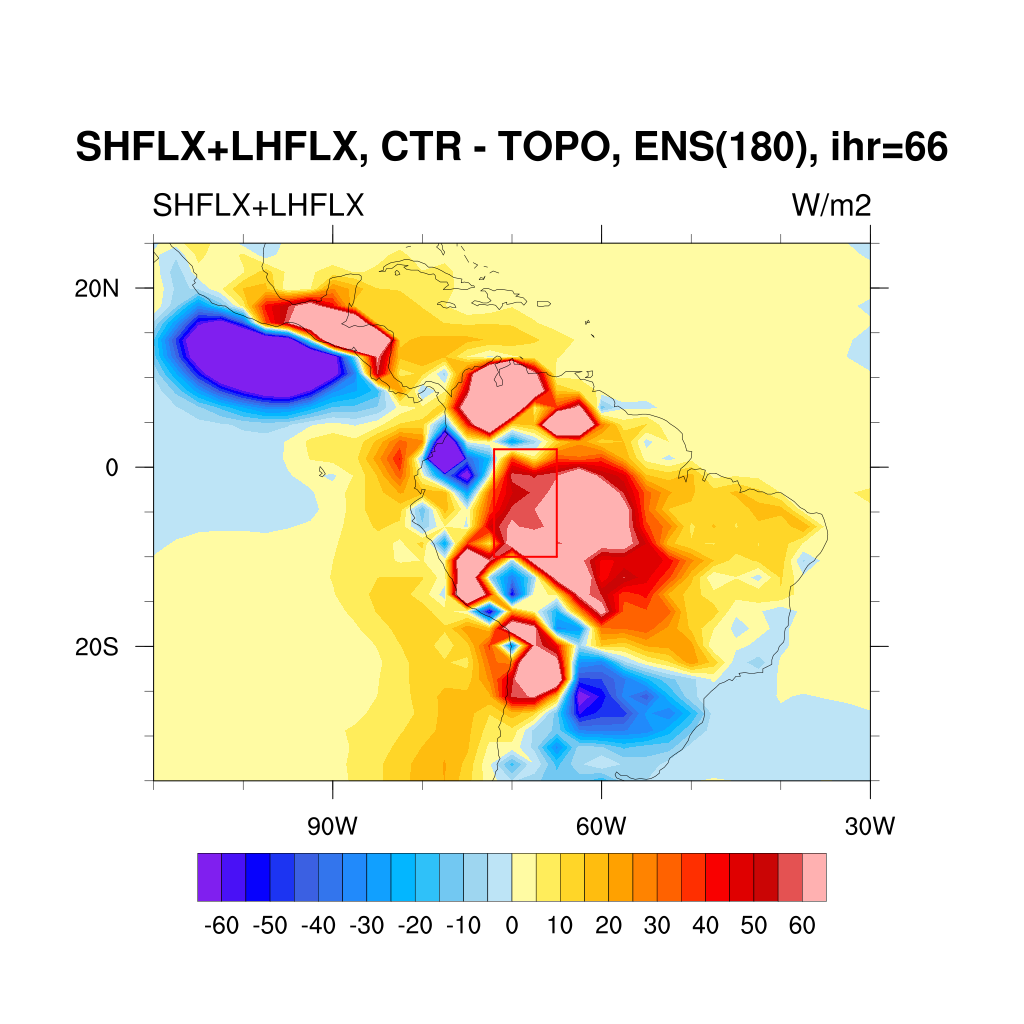 SHFLX+LHFLX, CTR - TOPO, ENS(180), ihr=66
SHFLX+LHFLX W/m2
20N
0
20S
90W 60W 30W
-60 -50 -40 -30 -20 -10 0 10 20 30 40 50 60